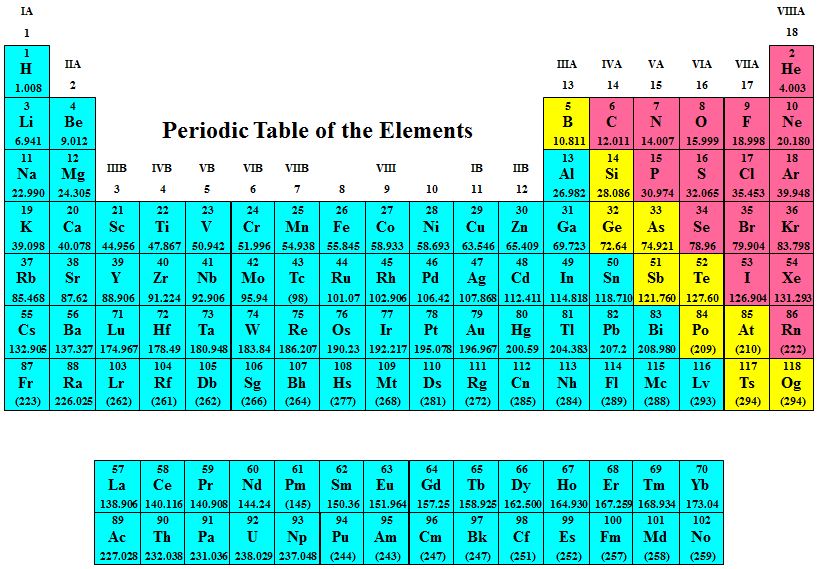 IA VIIIA
1 18
1 2
H IIA IIIA IVA VA VIA VIIA He
1.008 2 13 14 15 16 17 4.003
3 4 5 6 7 8 9 10
Li Be B C N O F Ne
6.941 9.012 10.811 12.011 14.007 15.999 18.998 20.180
Periodic Table of the Elements
11 12 13 14 15 16 17 18
Na Mg IIIB IVB VB VIB VIIB VIII IB IIB Al Si P S Cl Ar
22.990 24.305 3 4 5 6 7 8 9 10 11 12 26.982 28.086 30.974 32.065 35.453 39.948
19 20 21 22 23 24 25 26 27 28 29 30 31 32 33 34 35 36
K Ca Sc Ti V Cr Mn Fe Co Ni Cu Zn Ga Ge As Se Br Kr
39.098 40.078 44.956 47.867 50.942 51.996 54.938 55.845 58.933 58.693 63.546 65.409 69.723 72.64 74.921 78.96 79.904 83.798
37 38 39 40 41 42 43 44 45 46 47 48 49 50 51 52 53 54
Rb Sr Y Zr Nb Mo Tc Ru Rh Pd Ag Cd In Sn Sb Te I Xe
85.468 87.62 88.906 91.224 92.906 95.94 (98) 101.07 102.906 106.42 107.868 112.411 114.818 118.710 121.760 127.60 126.904 131.293
55 56 71 72 73 74 75 76 77 78 79 80 81 82 83 84 85 86
Cs Ba Lu Hf Ta W Re Os Ir Pt Au Hg Tl Pb Bi Po At Rn
132.905 137.327 174.967 178.49 180.948 183.84 186.207 190.23 192.217 195.078 196.967 200.59 204.383 207.2 208.980 (209) (210) (222)
87 88 103 104 105 106 107 108 109 110 111 112 113 114 115 116 117 118
Fr Ra Lr Rf Db Sg Bh Hs Mt Ds Rg Cn Nh Fl Mc Lv Ts Og
(223) 226.025 (262) (261) (262) (266) (264) (277) (268) (281) (272) (285) (284) (289) (288) (293) (294) (294)
57 58 59 60 61 62 63 64 65 66 67 68 69 70
La Ce Pr Nd Pm Sm Eu Gd Tb Dy Ho Er Tm Yb
138.906 140.116 140.908 144.24 (145) 150.36 151.964 157.25 158.925 162.500 164.930 167.259 168.934 173.04
89 90 91 92 93 94 95 96 97 98 99 100 101 102
Ac Th Pa U Np Pu Am Cm Bk Cf Es Fm Md No
227.028 232.038 231.036 238.029 237.048 (244) (243) (247) (247) (251) (252) (257) (258) (259)